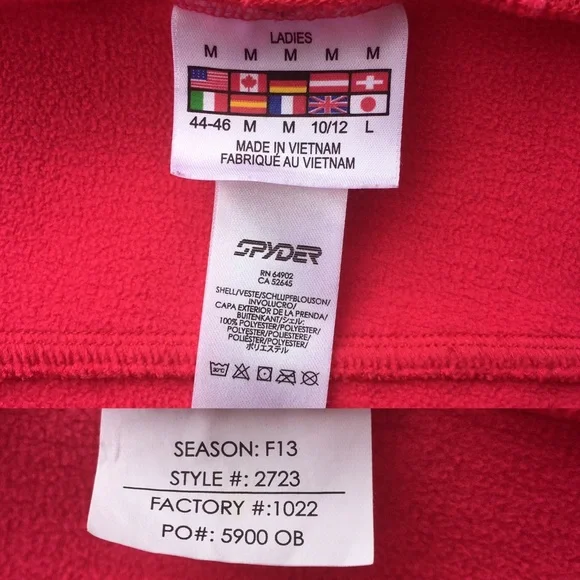 LADIES
M M M M M
44-46 M M 10/12 L
MADE IN VIETNAM
FABRIQUÉ AU VIETNAM
SPYDER
RN 64902
CA 52645
SHELL/VESTE/SCHLUPFBLOUSON/
INVOLUCRO/
CAPA EXTERIOR DE LA PRENDA/
BUITENKANT/シェル:
100% POLYESTER/POLYESTER/
POLYESTER/POLIESTERE/
POLIÉSTER/POLYESTER/
ポリエステル
30°C
SEASON: F13
STYLE #: 2723
FACTORY #:1022
PO#: 5900 OB